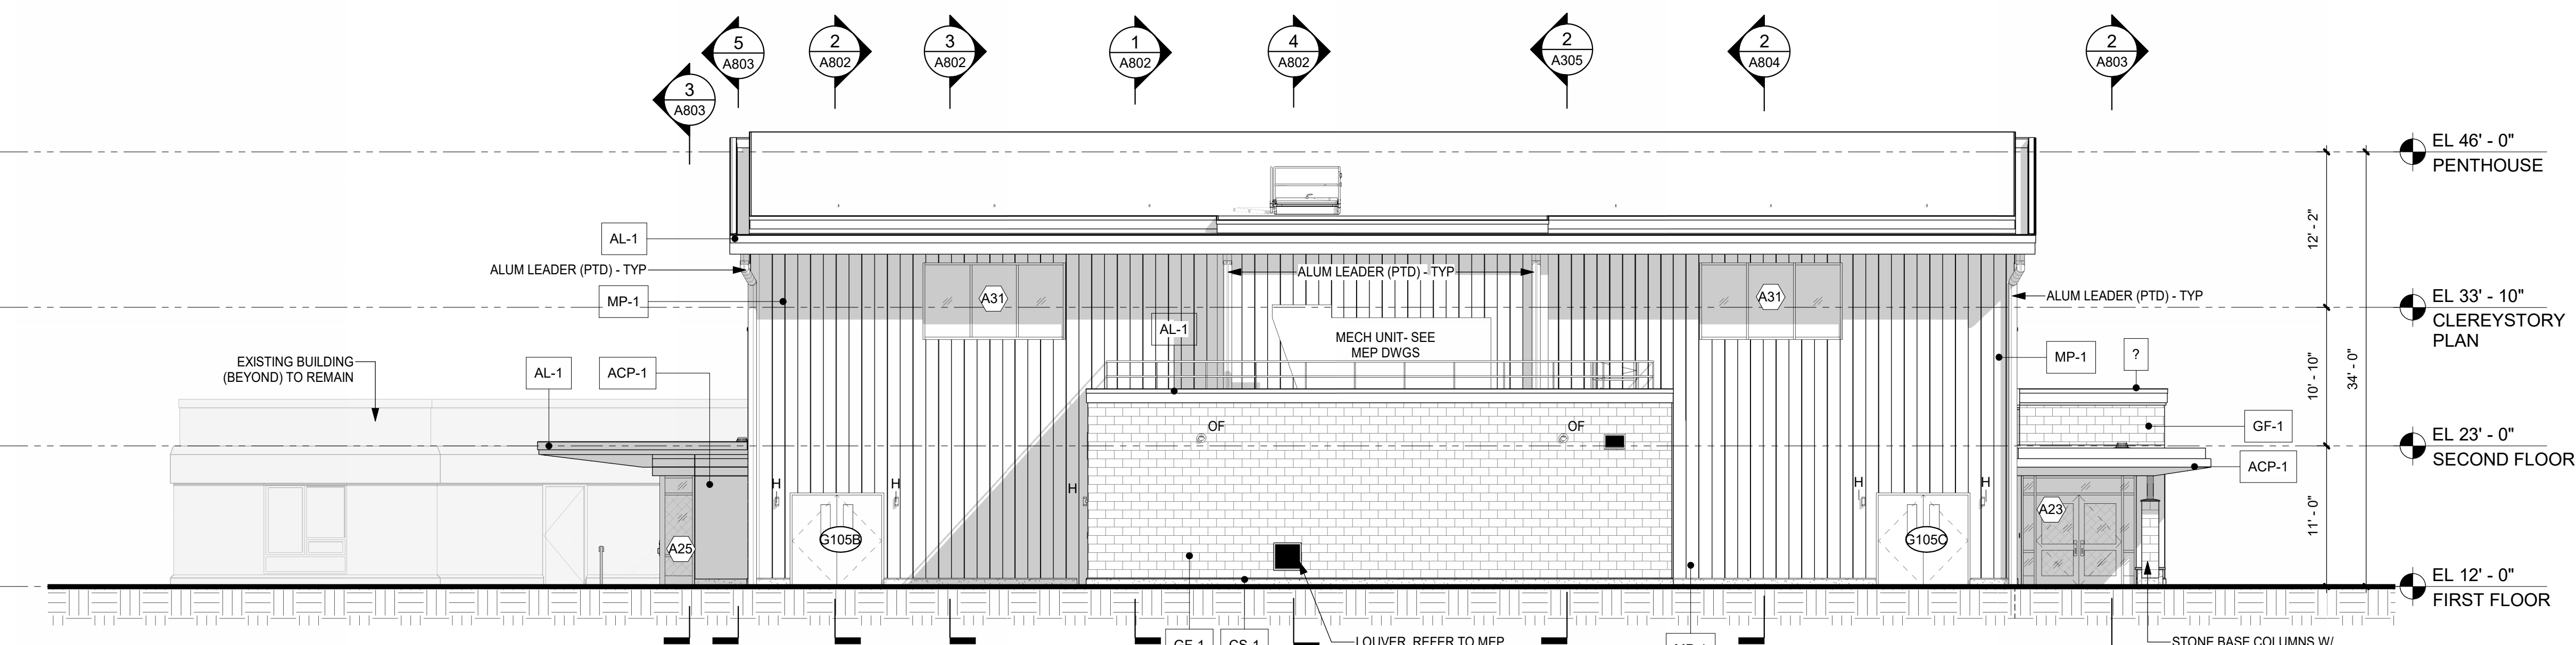 5
A803
2
A802
3
A802
1
A802
4
A802
2
A305
2
A804
2
A803
3
A803
EL 46' - 0"
PENTHOUSE
12' - 2"
AL-1
ALUM LEADER (PTD) - TYP
ALUM LEADER (PTD) - TYP
MP-1
A31
A31
ALUM LEADER (PTD) - TYP
EL 33' - 10"
CLEREYSTORY
PLAN
AL-1
MECH UNIT- SEE
MEP DWGS
EXISTING BUILDING
(BEYOND) TO REMAIN
AL-1
ACP-1
MP-1
?
10' - 10"
34' - 0"
OF
OF
GF-1
EL 23' - 0"
SECOND FLOOR
ACP-1
H
H
H
H
H
A25
G105B
G105C
A23
11' - 0"
EL 12' - 0"
FIRST FLOOR
GF-1
CS-1
LOUVER, REFER TO MEP
STONE BASE COLUMNS W/